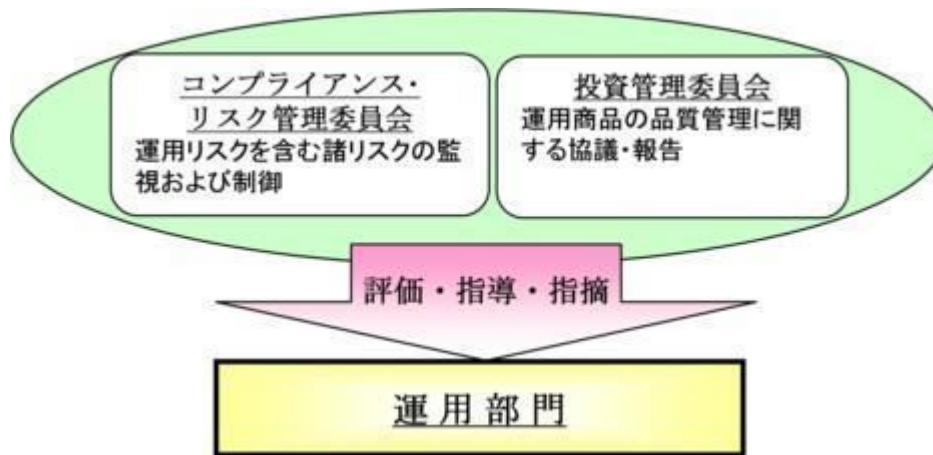 コンプライアンス・
リスク管理委員会
運用リスクを含む諸リスクの監
視および制御
投資管理委員会
運用商品の品質管理に関
する協議・報告
評価・指導・指摘
運用部門